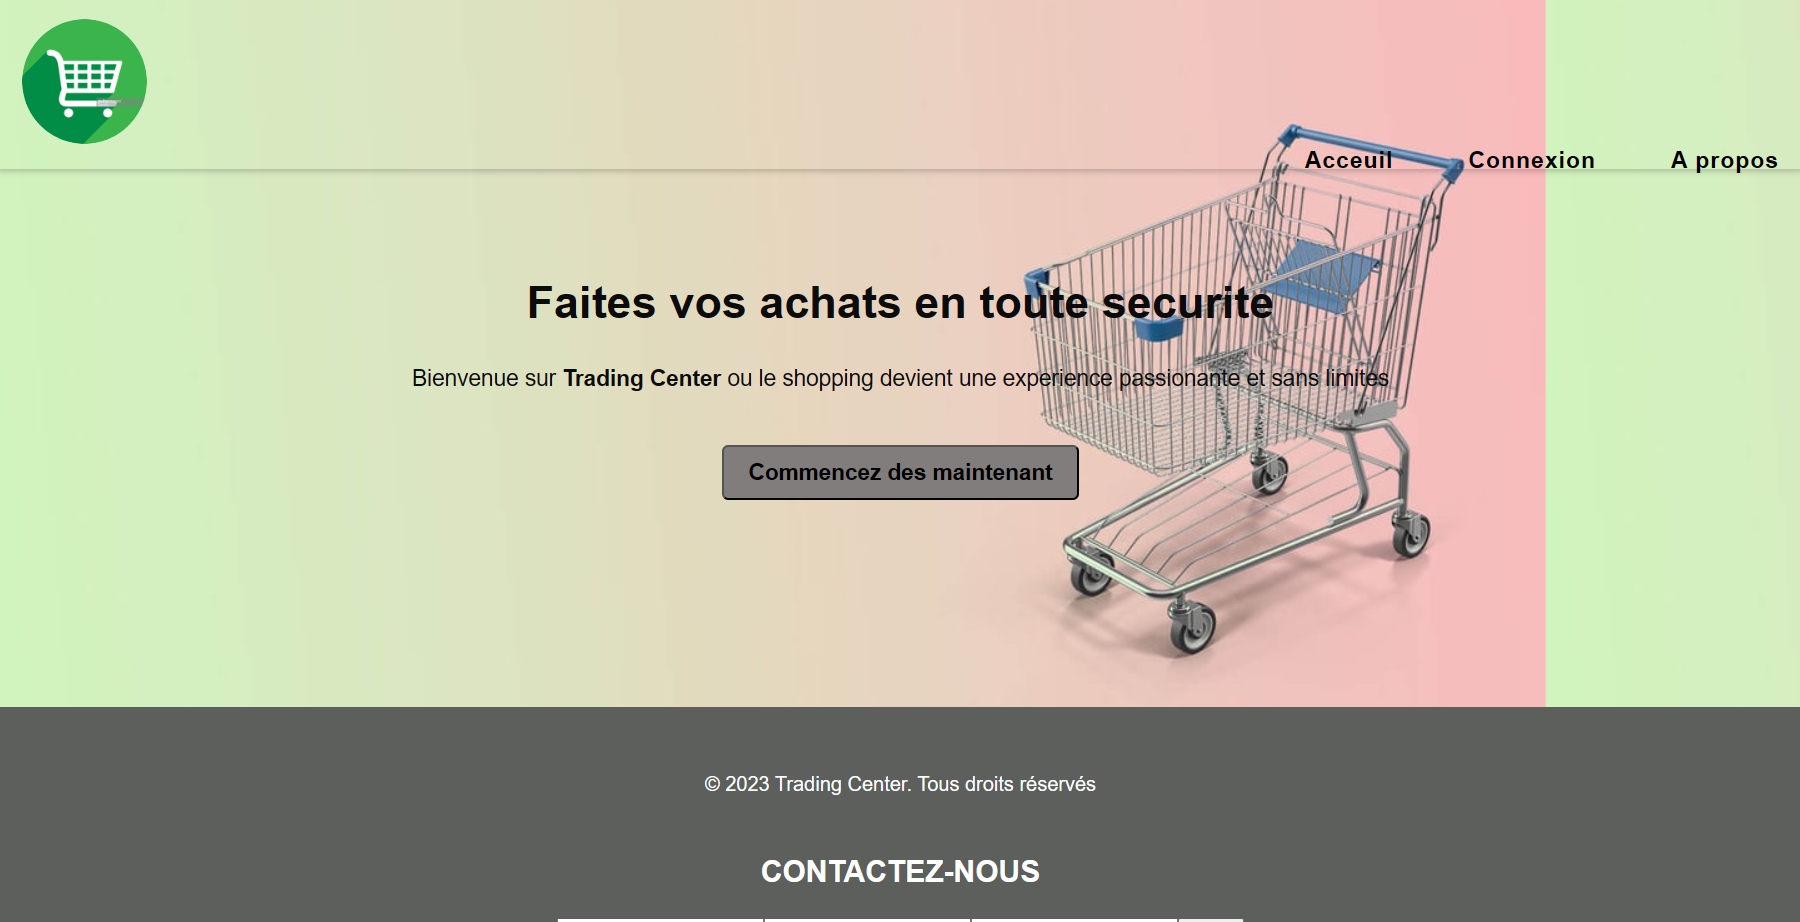 Acceuil Connexion A propos
Faites vos achats en toute securite
Bienvenue sur Trading Center ou le shopping devient une experience passionante et sans limites
Commencez des maintenant
© 2023 Trading Center. Tous droits réservés
CONTACTEZ-NOUS